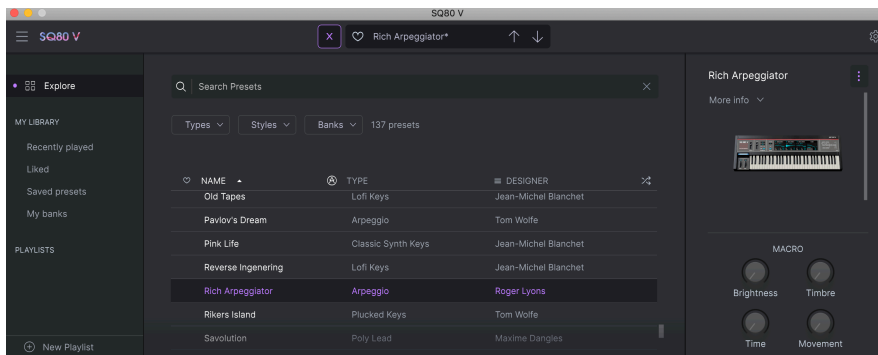 SQ80 V
SQ80 V
X
Rich Arpeggiator*
Explore
MY LIBRARY
Recently played
Liked
Saved presets
My banks
PLAYLISTS
New Playlist
Search Presets
Types
Styles
Banks
137 presets
NAME TYPE DESIGNER
Old Tapes Lofi Keys Jean-Michel Blanchet
Pavlov's Dream Arpeggio Tom Wolfe
Pink Life Classic Synth Keys Jean-Michel Blanchet
Reverse Ingenering Lofi Keys Jean-Michel Blanchet
Rich Arpeggiator Arpeggio Roger Lyons
Rikers Island Plucked Keys Tom Wolfe
Savolution Poly Lead Maxime Dangles
Rich Arpeggiator
More info
MACRO
Brightness Timbre
Time Movement